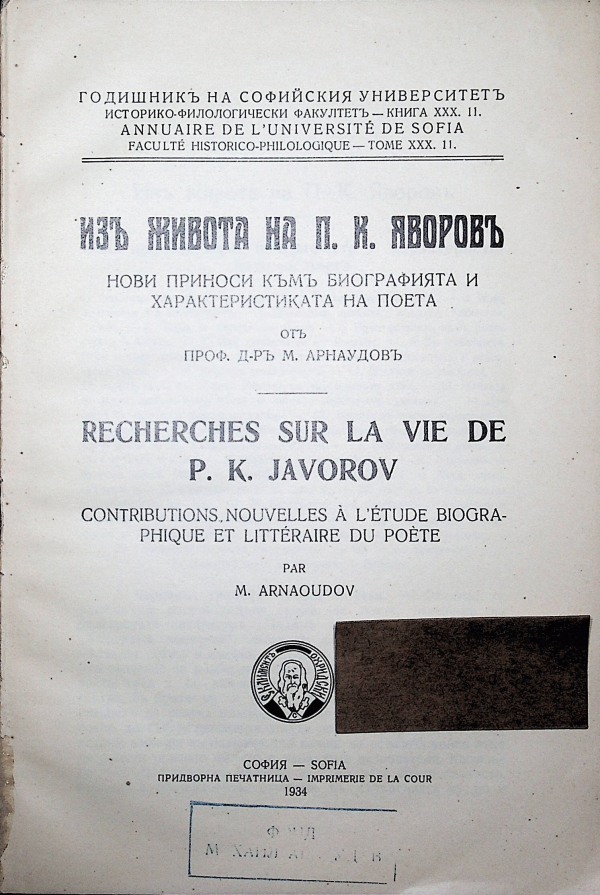 ГОДИШНИКЪ НА СОФИЙСКИЯ УНИВЕРСИТЕТЪ
ИСТОРИКО-ФИЛОЛОГИЧЕСКИ ФАКУЛТЕТЪ — КНИГА XXX. 11.
ANNUAIRE DE L'UNIVERSITÉ DE SOFIA
FACULTÉ HISTORICO-PHILOLOGIQUE — TOME XXX. 11.
ИЗЪ ЖИВОТА НА П. К. ЯВОРОВЪ
НОВИ ПРИНОСИ КЪМЪ БИОГРАФИЯТА И
ХАРАКТЕРИСТИКАТА НА ПОЕТА
ОТЪ
ПРОФ. Д-РЪ М. АРНАУДОВЪ
RECHERCHES SUR LA VIE DE
P. K. JAVOROV
CONTRIBUTIONS NOUVELLES À L'ÉTUDE BIOGRA-
PHIQUE ET LITTÉRAIRE DU POÈTE
PAR
M. ARNAOUDOV
СВ. КЛИМЕНТЪ ОХРИДСКИ
СОФИЯ — SOFIA
ПРИДВОРНА ПЕЧАТНИЦА — IMPRIMERIE DE LA COUR
1934